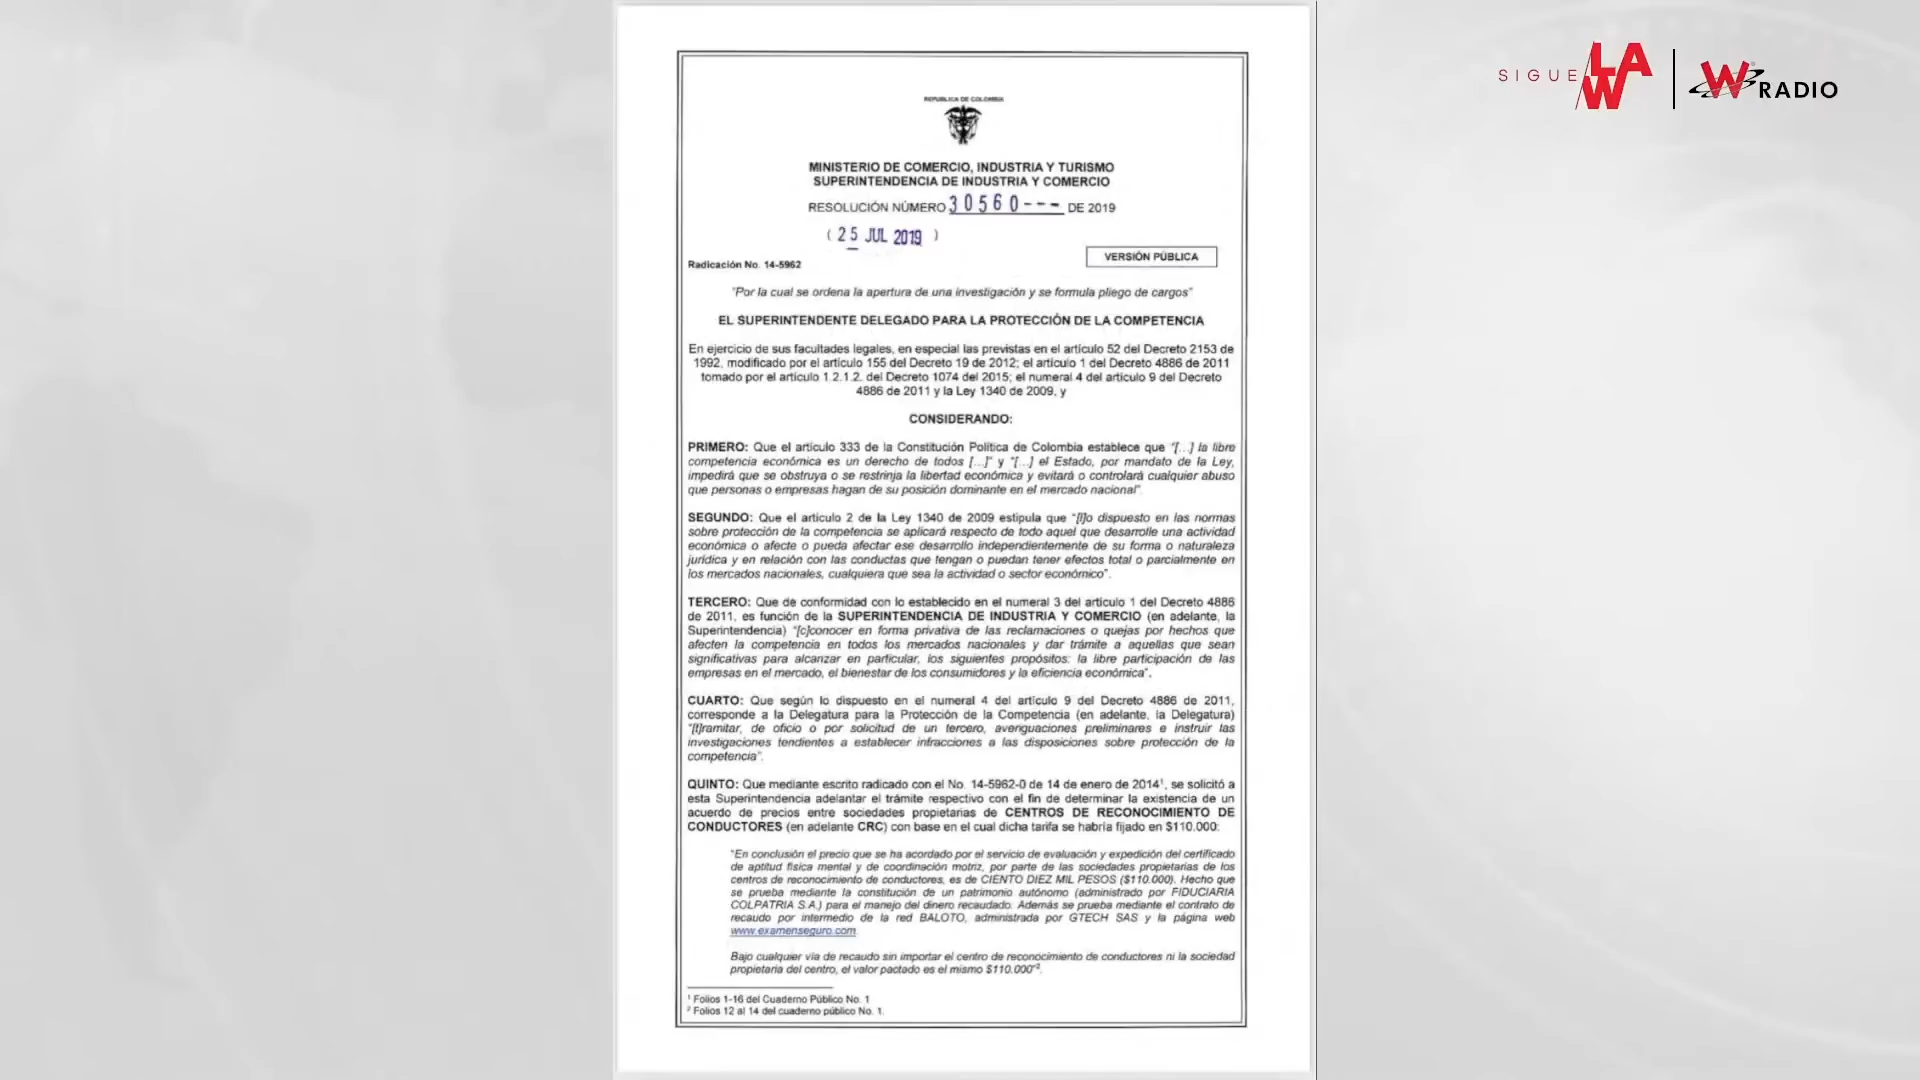 SIGUE LA W
W RADIO
REPÚBLICA DE COLOMBIA
MINISTERIO DE COMERCIO, INDUSTRIA Y TURISMO
SUPERINTENDENCIA DE INDUSTRIA Y COMERCIO
RESOLUCIÓN NÚMERO 30560--- DE 2019
( 25 JUL 2019 )
VERSIÓN PÚBLICA
Radicación No. 14-5962
"Por la cual se ordena la apertura de una investigación y se formula pliego de cargos"
EL SUPERINTENDENTE DELEGADO PARA LA PROTECCIÓN DE LA COMPETENCIA
En ejercicio de sus facultades legales, en especial las previstas en el artículo 52 del Decreto 2153 de
1992, modificado por el artículo 155 del Decreto 19 de 2012; el artículo 1 del Decreto 4886 de 2011
tomado por el artículo 1.2.1.2. del Decreto 1074 del 2015; el numeral 4 del artículo 9 del Decreto
4886 de 2011 y la Ley 1340 de 2009, y
CONSIDERANDO:
PRIMERO: Que el artículo 333 de la Constitución Política de Colombia establece que "[...] la libre
competencia económica es un derecho de todos [...]" y "[...] el Estado, por mandato de la Ley,
impedirá que se obstruya o se restrinja la libertad económica y evitará o controlará cualquier abuso
que personas o empresas hagan de su posición dominante en el mercado nacional".
SEGUNDO: Que el artículo 2 de la Ley 1340 de 2009 estipula que "[l]o dispuesto en las normas
sobre protección de la competencia se aplicará respecto de todo aquel que desarrolle una actividad
económica o afecte o pueda afectar ese desarrollo independientemente de su forma o naturaleza
jurídica y en relación con las conductas que tengan o puedan tener efectos total o parcialmente en
los mercados nacionales, cualquiera que sea la actividad o sector económico".
TERCERO: Que de conformidad con lo establecido en el numeral 3 del artículo 1 del Decreto 4886
de 2011, es función de la SUPERINTENDENCIA DE INDUSTRIA Y COMERCIO (en adelante, la
Superintendencia) "[c]conocer en forma privativa de las reclamaciones o quejas por hechos que
afecten la competencia en todos los mercados nacionales y dar trámite a aquellas que sean
significativas para alcanzar en particular, los siguientes propósitos: la libre participación de las
empresas en el mercado, el bienestar de los consumidores y la eficiencia económica".
CUARTO: Que según lo dispuesto en el numeral 4 del artículo 9 del Decreto 4886 de 2011,
corresponde a la Delegatura para la Protección de la Competencia (en adelante, la Delegatura)
"[t]ramitar, de oficio o por solicitud de un tercero, averiguaciones preliminares e instruir las
investigaciones tendientes a establecer infracciones a las disposiciones sobre protección de la
competencia".
QUINTO: Que mediante escrito radicado con el No. 14-5962-0 de 14 de enero de 2014¹, se solicitó a
esta Superintendencia adelantar el trámite respectivo con el fin de determinar la existencia de un
acuerdo de precios entre sociedades propietarias de CENTROS DE RECONOCIMIENTO DE
CONDUCTORES (en adelante CRC) con base en el cual dicha tarifa se habría fijado en $110.000:
"En conclusión el precio que se ha acordado por el servicio de evaluación y expedición del certificado
de aptitud física mental y de coordinación motriz, por parte de las sociedades propietarias de los
centros de reconocimiento de conductores, es de CIENTO DIEZ MIL PESOS ($110.000). Hecho que
se prueba mediante la constitución de un patrimonio autónomo (administrado por FIDUCIARIA
COLPATRIA S.A.) para el manejo del dinero recaudado. Además se prueba mediante el contrato de
recaudo por intermedio de la red BALOTO, administrada por GTECH SAS y la página web
www.examenseguro.com.
Bajo cualquier vía de recaudo sin importar el centro de reconocimiento de conductores ni la sociedad
propietaria del centro, el valor pactado es el mismo $110.000"².
¹ Folios 1-16 del Cuaderno Público No. 1
² Folios 12 al 14 del cuaderno público No. 1.